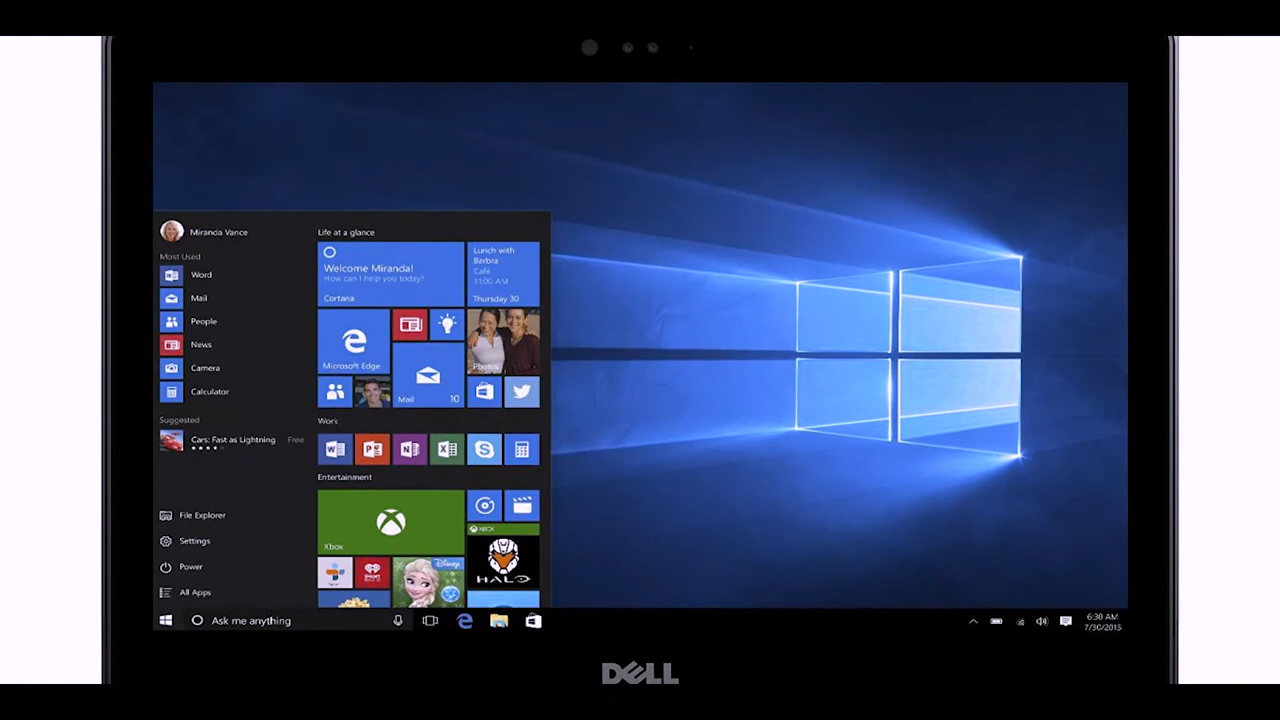 Miranda Vance
Most Used
Word
Mail
People
News
Camera
Calculator
Suggested
Cars: Fast as Lightning Free
File Explorer
Settings
Power
All Apps
Life at a glance
Welcome Miranda!
How can I help you today?
Cortana
Lunch with
Barbra
Café
11:00 AM
Thursday 30
Microsoft Edge
Mail 10
Photos
Work
Entertainment
Xbox
XBOX
Disney
iHeart
HALO
Ask me anything
6:30 AM
7/30/2015
DELL